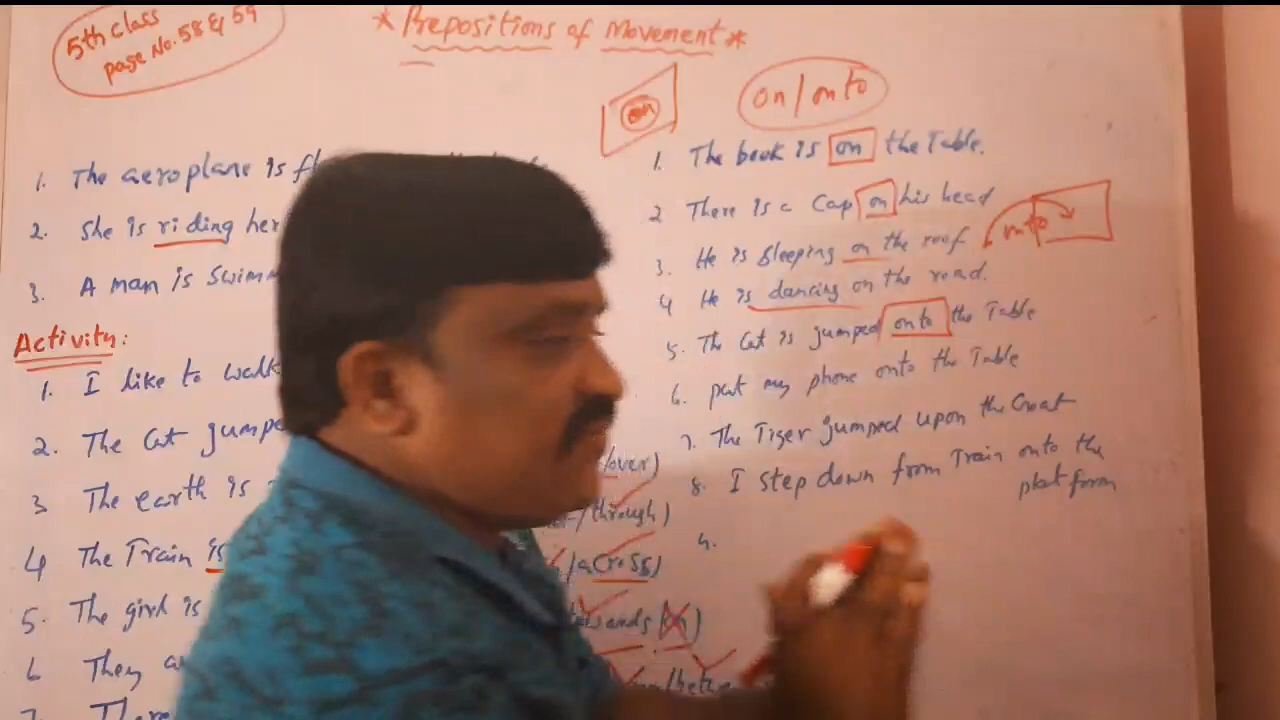 5th class
page No. 58 & 59
* Prepositions of Movement *
1. The aeroplane is
2. She is riding her
3. A man is
Activity:
1. I like to walk
2. The Cat
3 The earth is
4 The Train is
5. The girl is
6 They
7.
/over)
/through)
/across)
on
on/onto
1. The book is on the Table.
2 There is a Cap on his head
3. He is sleeping on the roof
4 He is dancing on the road.
onto
5. The Cat is jumped onto the Table
6. put my phone onto the Table
7. The Tiger jumped upon the Goat
8. I step down from Train onto the
platform
9.